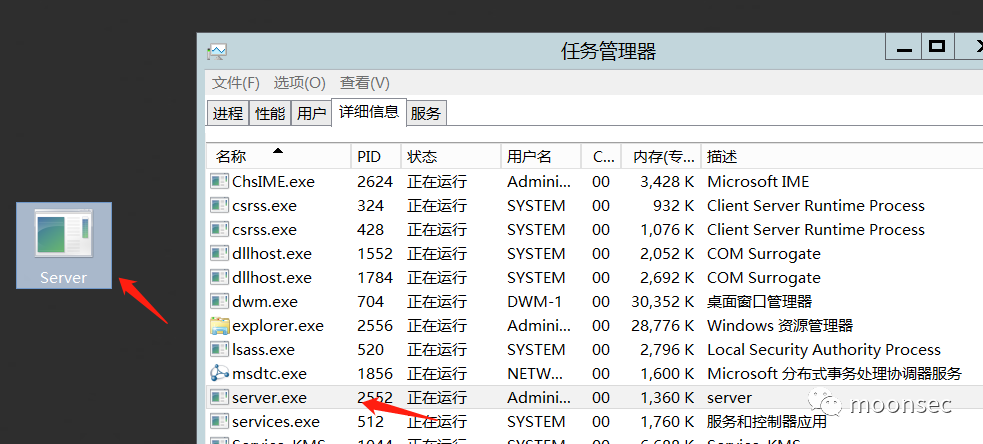 任务管理器
文件(F) 选项(O) 查看(V)
进程 性能 用户 详细信息 服务
名称 PID 状态 用户名 C... 内存(专... 描述
ChsIME.exe 2624 正在运行 Admini... 00 3,428 K Microsoft IME
csrss.exe 324 正在运行 SYSTEM 00 932 K Client Server Runtime Process
csrss.exe 428 正在运行 SYSTEM 00 1,076 K Client Server Runtime Process
dllhost.exe 1552 正在运行 SYSTEM 00 2,052 K COM Surrogate
dllhost.exe 1784 正在运行 SYSTEM 00 2,692 K COM Surrogate
dwm.exe 704 正在运行 DWM-1 00 30,352 K 桌面窗口管理器
explorer.exe 2556 正在运行 Admini... 00 28,776 K Windows 资源管理器
lsass.exe 520 正在运行 SYSTEM 00 2,796 K Local Security Authority Process
msdtc.exe 1856 正在运行 NETW... 00 1,600 K Microsoft 分布式事务处理协调器服务
server.exe 2552 正在运行 Admini... 00 1,360 K server
services.exe 512 正在运行 SYSTEM 00 1,760 K 服务和控制器应用
Server
moonsec